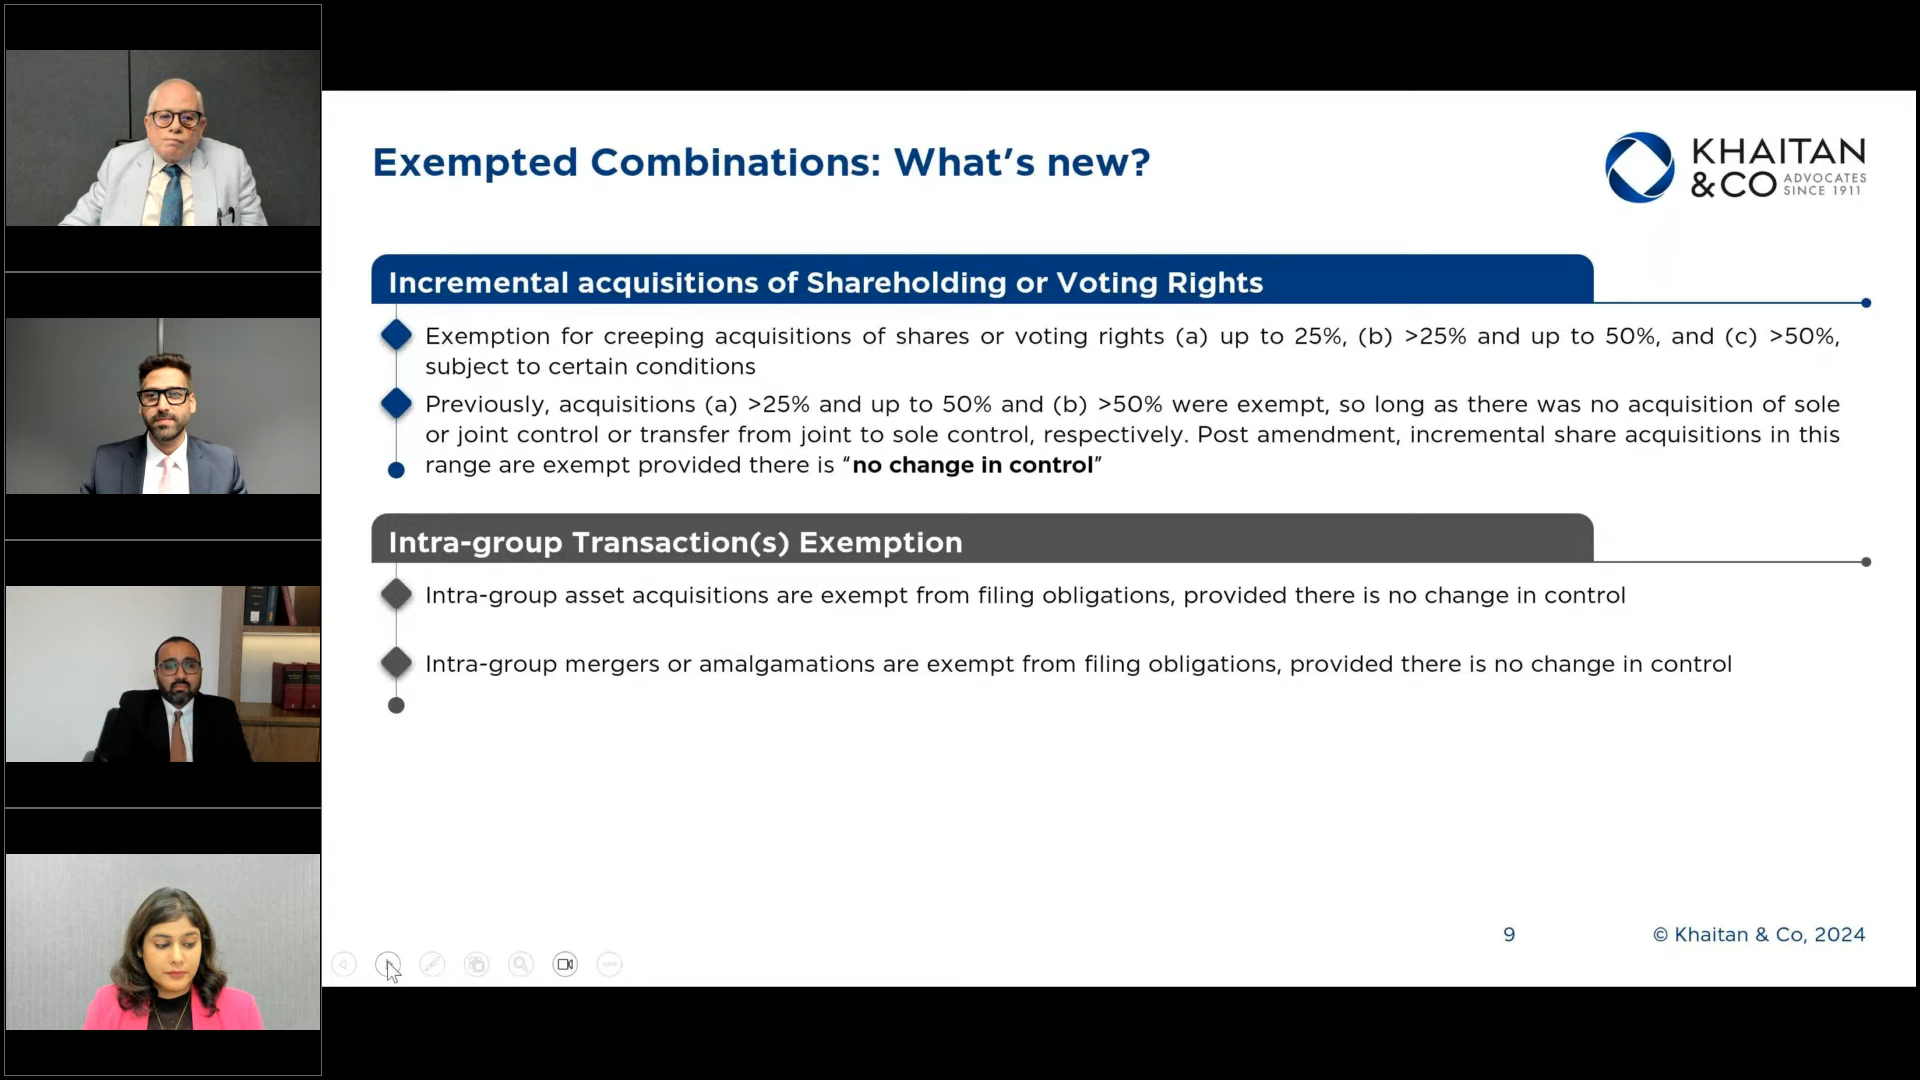 Exempted Combinations: What's new?
KHAITAN
&CO ADVOCATES
SINCE 1911
Incremental acquisitions of Shareholding or Voting Rights
Exemption for creeping acquisitions of shares or voting rights (a) up to 25%, (b) >25% and up to 50%, and (c) >50%,
subject to certain conditions
Previously, acquisitions (a) >25% and up to 50% and (b) >50% were exempt, so long as there was no acquisition of sole
or joint control or transfer from joint to sole control, respectively. Post amendment, incremental share acquisitions in this
range are exempt provided there is “no change in control”
Intra-group Transaction(s) Exemption
Intra-group asset acquisitions are exempt from filing obligations, provided there is no change in control
Intra-group mergers or amalgamations are exempt from filing obligations, provided there is no change in control
9
© Khaitan & Co, 2024